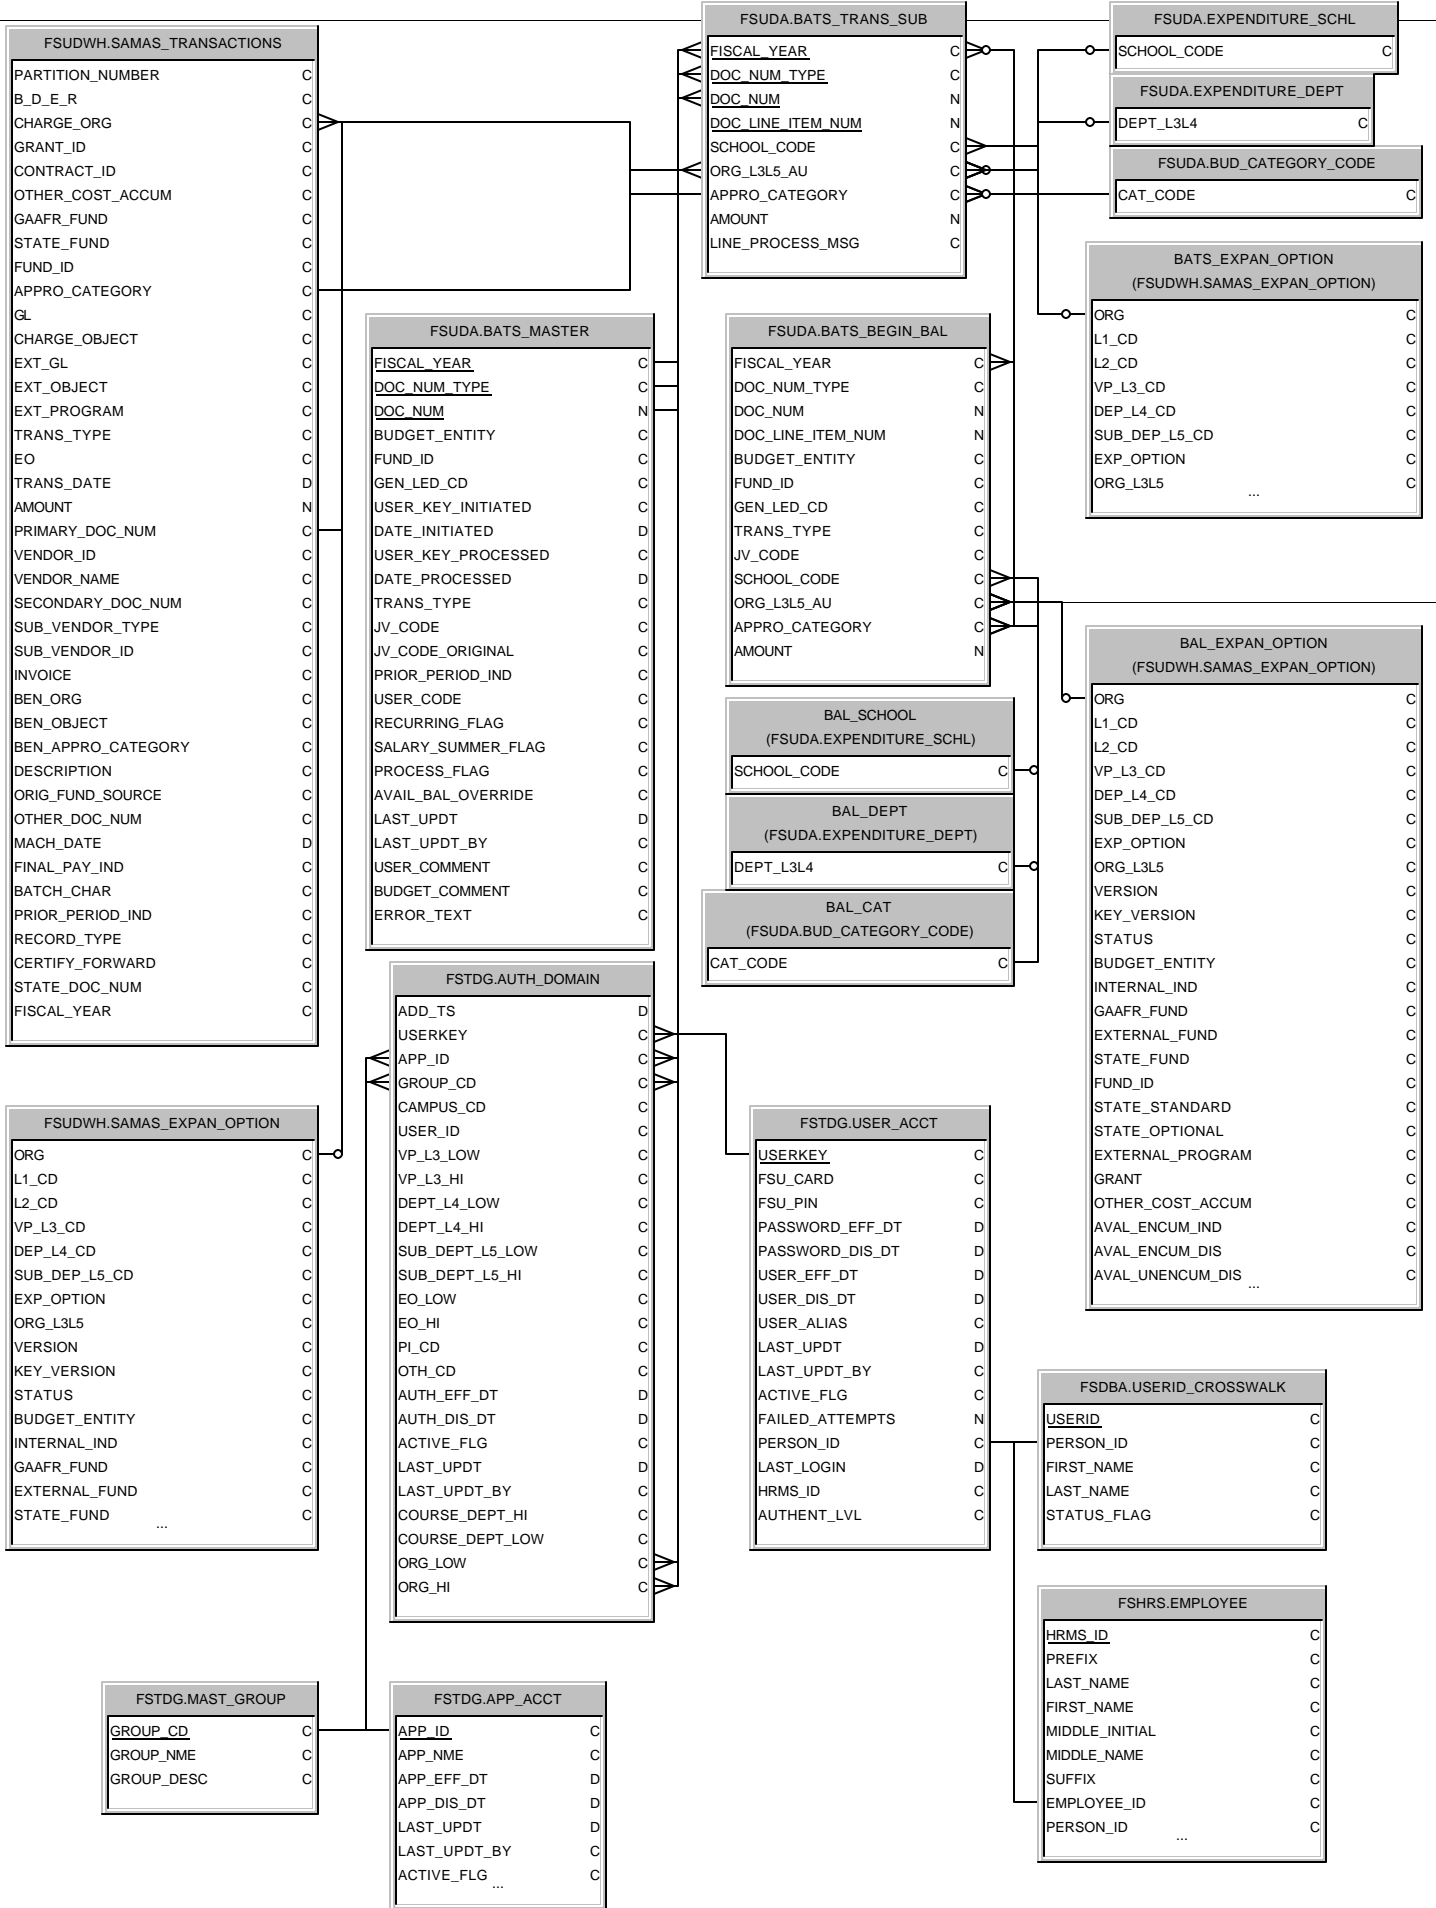 FSUDWH.SAMAS_TRANSACTIONS
PARTITION_NUMBER C
B_D_E_R C
CHARGE_ORG C
GRANT_ID C
CONTRACT_ID C
OTHER_COST_ACCUM C
GAAFR_FUND C
STATE_FUND C
FUND_ID C
APPRO_CATEGORY C
GL C
CHARGE_OBJECT C
EXT_GL C
EXT_OBJECT C
EXT_PROGRAM C
TRANS_TYPE C
EO C
TRANS_DATE D
AMOUNT N
PRIMARY_DOC_NUM C
VENDOR_ID C
VENDOR_NAME C
SECONDARY_DOC_NUM C
SUB_VENDOR_TYPE C
SUB_VENDOR_ID C
INVOICE C
BEN_ORG C
BEN_OBJECT C
BEN_APPRO_CATEGORY C
DESCRIPTION C
ORIG_FUND_SOURCE C
OTHER_DOC_NUM C
MACH_DATE D
FINAL_PAY_IND C
BATCH_CHAR C
PRIOR_PERIOD_IND C
RECORD_TYPE C
CERTIFY_FORWARD C
STATE_DOC_NUM C
FISCAL_YEAR C
FSUDA.BATS_TRANS_SUB
FISCAL_YEAR C
DOC_NUM_TYPE C
DOC_NUM N
DOC_LINE_ITEM_NUM N
SCHOOL_CODE C
ORG_L3L5_AU C
APPRO_CATEGORY C
AMOUNT N
LINE_PROCESS_MSG C
FSUDA.EXPENDITURE_SCHL
SCHOOL_CODE C
FSUDA.EXPENDITURE_DEPT
DEPT_L3L4 C
FSUDA.BUD_CATEGORY_CODE
CAT_CODE C
BATS_EXPAN_OPTION
(FSUDWH.SAMAS_EXPAN_OPTION)
ORG C
L1_CD C
L2_CD C
VP_L3_CD C
DEP_L4_CD C
SUB_DEP_L5_CD C
EXP_OPTION C
ORG_L3L5 C
...
FSUDA.BATS_MASTER
FISCAL_YEAR C
DOC_NUM_TYPE C
DOC_NUM N
BUDGET_ENTITY C
FUND_ID C
GEN_LED_CD C
USER_KEY_INITIATED C
DATE_INITIATED D
USER_KEY_PROCESSED C
DATE_PROCESSED D
TRANS_TYPE C
JV_CODE C
JV_CODE_ORIGINAL C
PRIOR_PERIOD_IND C
USER_CODE C
RECURRING_FLAG C
SALARY_SUMMER_FLAG C
PROCESS_FLAG C
AVAIL_BAL_OVERRIDE C
LAST_UPDT D
LAST_UPDT_BY C
USER_COMMENT C
BUDGET_COMMENT C
ERROR_TEXT C
FSUDA.BATS_BEGIN_BAL
FISCAL_YEAR C
DOC_NUM_TYPE C
DOC_NUM N
DOC_LINE_ITEM_NUM N
BUDGET_ENTITY C
FUND_ID C
GEN_LED_CD C
TRANS_TYPE C
JV_CODE C
SCHOOL_CODE C
ORG_L3L5_AU C
APPRO_CATEGORY C
AMOUNT N
BAL_SCHOOL
(FSUDA.EXPENDITURE_SCHL)
SCHOOL_CODE C
BAL_DEPT
(FSUDA.EXPENDITURE_DEPT)
DEPT_L3L4 C
BAL_CAT
(FSUDA.BUD_CATEGORY_CODE)
CAT_CODE C
BAL_EXPAN_OPTION
(FSUDWH.SAMAS_EXPAN_OPTION)
ORG C
L1_CD C
L2_CD C
VP_L3_CD C
DEP_L4_CD C
SUB_DEP_L5_CD C
EXP_OPTION C
ORG_L3L5 C
VERSION C
KEY_VERSION C
STATUS C
BUDGET_ENTITY C
INTERNAL_IND C
GAAFR_FUND C
EXTERNAL_FUND C
STATE_FUND C
FUND_ID C
STATE_STANDARD C
STATE_OPTIONAL C
EXTERNAL_PROGRAM C
GRANT C
OTHER_COST_ACCUM C
AVAL_ENCUM_IND C
AVAL_ENCUM_DIS C
AVAL_UNENCUM_DIS C
...
FSTDG.AUTH_DOMAIN
ADD_TS D
USERKEY C
APP_ID C
GROUP_CD C
CAMPUS_CD C
USER_ID C
VP_L3_LOW C
VP_L3_HI C
DEPT_L4_LOW C
DEPT_L4_HI C
SUB_DEPT_L5_LOW C
SUB_DEPT_L5_HI C
EO_LOW C
EO_HI C
PI_CD C
OTH_CD C
AUTH_EFF_DT D
AUTH_DIS_DT D
ACTIVE_FLG C
LAST_UPDT D
LAST_UPDT_BY C
COURSE_DEPT_HI C
COURSE_DEPT_LOW C
ORG_LOW C
ORG_HI C
FSUDWH.SAMAS_EXPAN_OPTION
ORG C
L1_CD C
L2_CD C
VP_L3_CD C
DEP_L4_CD C
SUB_DEP_L5_CD C
EXP_OPTION C
ORG_L3L5 C
VERSION C
KEY_VERSION C
STATUS C
BUDGET_ENTITY C
INTERNAL_IND C
GAAFR_FUND C
EXTERNAL_FUND C
STATE_FUND C
...
FSTDG.USER_ACCT
USERKEY C
FSU_CARD C
FSU_PIN C
PASSWORD_EFF_DT D
PASSWORD_DIS_DT D
USER_EFF_DT D
USER_DIS_DT D
USER_ALIAS C
LAST_UPDT D
LAST_UPDT_BY C
ACTIVE_FLG C
FAILED_ATTEMPTS N
PERSON_ID C
LAST_LOGIN D
HRMS_ID C
AUTHENT_LVL C
FSDBA.USERID_CROSSWALK
USERID C
PERSON_ID C
FIRST_NAME C
LAST_NAME C
STATUS_FLAG C
FSHRS.EMPLOYEE
HRMS_ID C
PREFIX C
LAST_NAME C
FIRST_NAME C
MIDDLE_INITIAL C
MIDDLE_NAME C
SUFFIX C
EMPLOYEE_ID C
PERSON_ID C
...
FSTDG.MAST_GROUP
GROUP_CD C
GROUP_NME C
GROUP_DESC C
FSTDG.APP_ACCT
APP_ID C
APP_NME C
APP_EFF_DT D
APP_DIS_DT D
LAST_UPDT D
LAST_UPDT_BY C
ACTIVE_FLG C
...